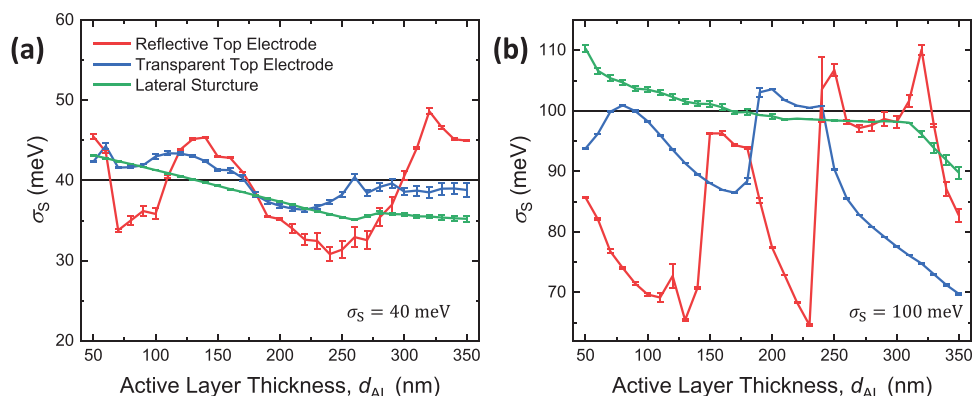 (a)
60
50
40
30
20
σS (meV)
Reflective Top Electrode
Transparent Top Electrode
Lateral Sturcture
σS = 40 meV
50 100 150 200 250 300 350
Active Layer Thickness, dAL (nm)
(b)
110
100
90
80
70
σS (meV)
σS = 100 meV
50 100 150 200 250 300 350
Active Layer Thickness, dAL (nm)